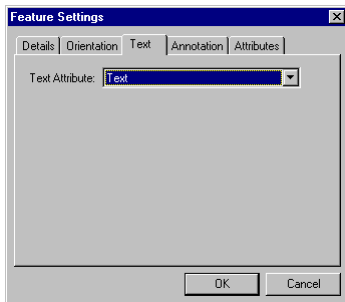 Feature Settings
Details Orientation Text Annotation Attributes
Text Attribute: Text
OK Cancel